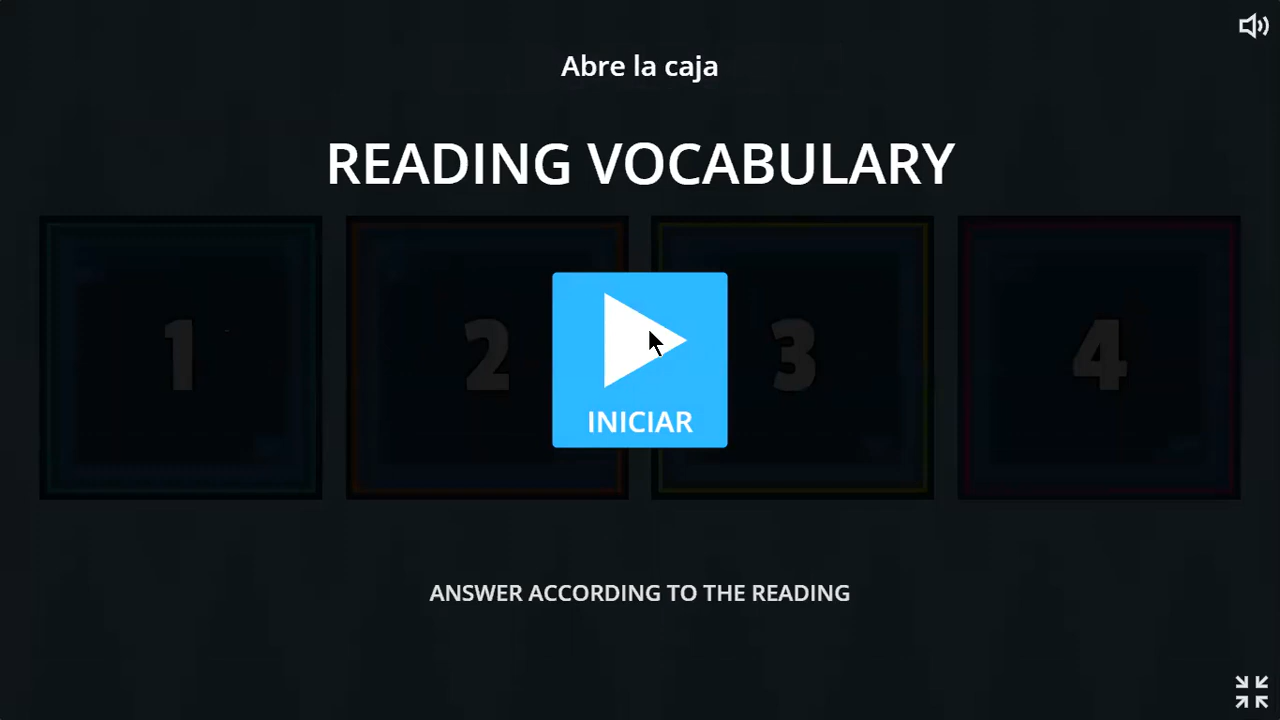 Abre la caja
READING VOCABULARY
1 2 3 4
INICIAR
ANSWER ACCORDING TO THE READING